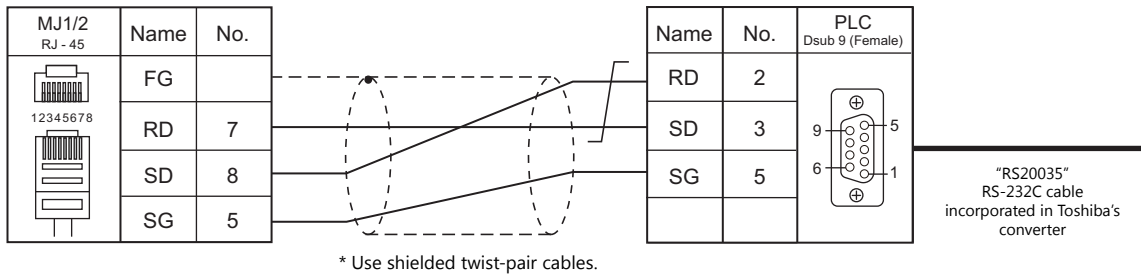 MJ1/2
RJ - 45
Name
No.
12345678
FG
RD
7
SD
8
SG
5
* Use shielded twist-pair cables.
Name
No.
PLC
Dsub 9 (Female)
RD
2
SD
3
SG
5
9
5
6
1
"RS20035"
RS-232C cable
incorporated in Toshiba's
converter